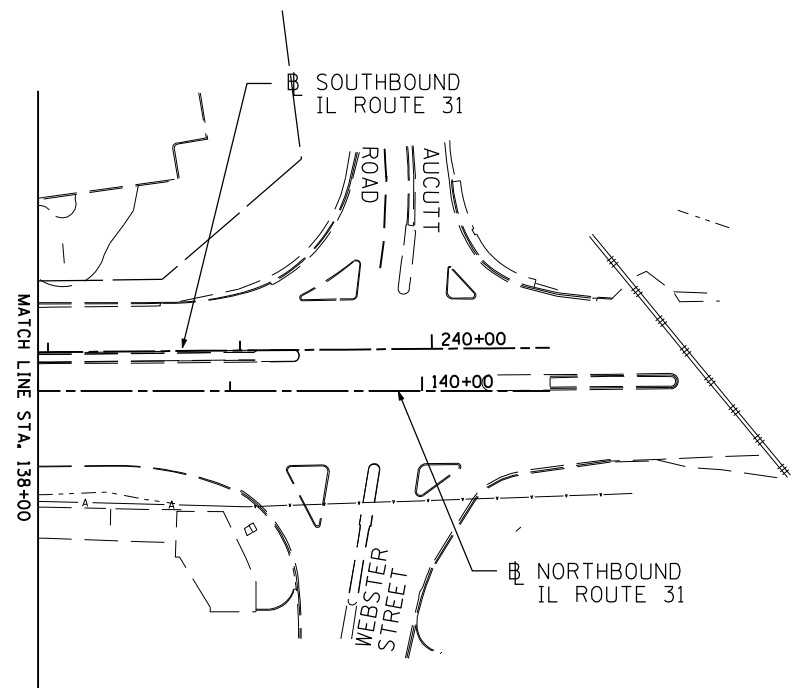 ℄ SOUTHBOUND
IL ROUTE 31
ROAD
AUCUTT
MATCH LINE STA. 138+00
240+00
140+00
A
A
℄ NORTHBOUND
IL ROUTE 31
WEBSTER
STREET